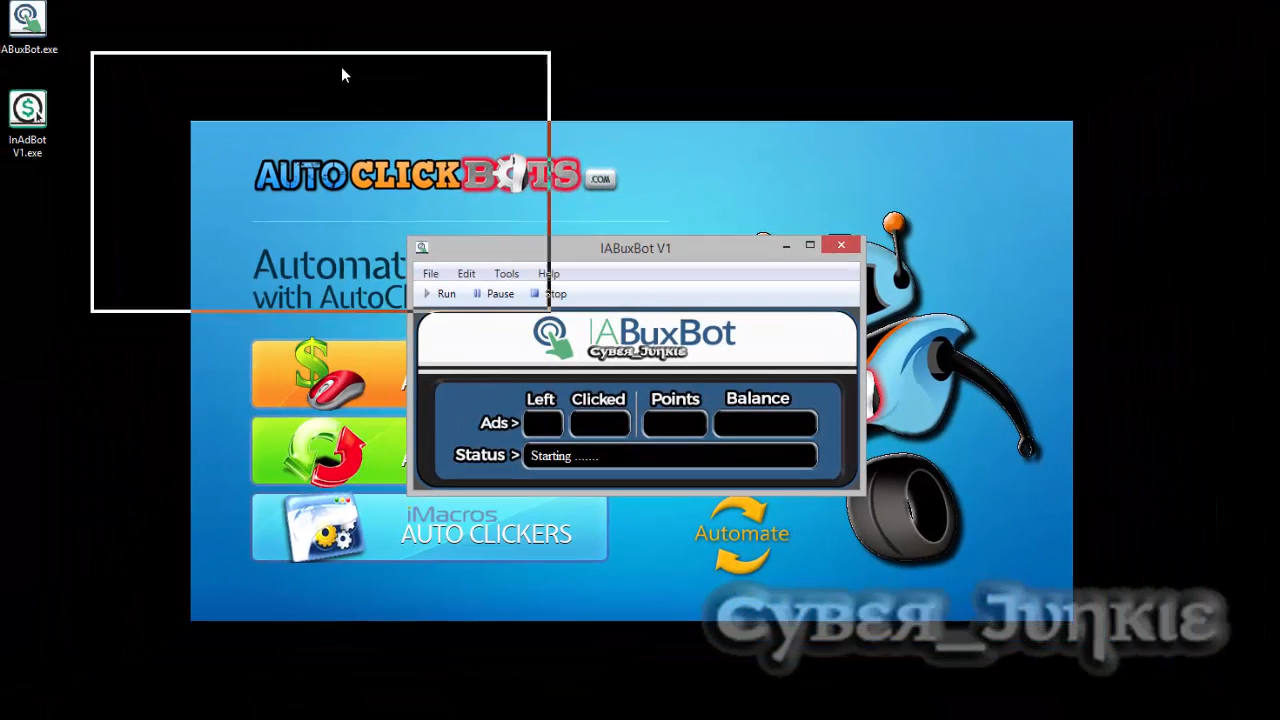 ABuxBot.exe
InAdBot
V1.exe
AUTOCLICKBOTS
.COM
Automat
with AutoCl
IABuxBot V1
File Edit Tools Help
Run Pause Stop
IABuxBot
Cyber_Junkie
Left Clicked Points Balance
Ads>
Status > Starting .......
iMacros
AUTO CLICKERS
Automate
Cyber_Junkie